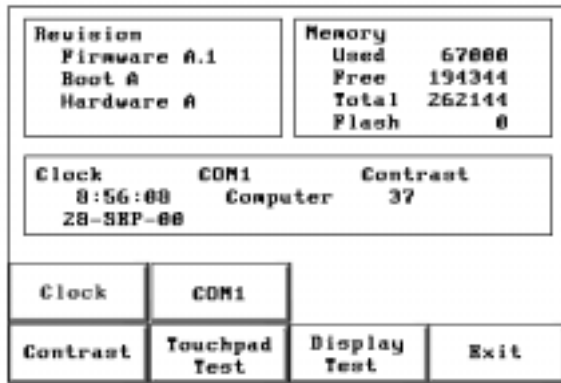 Revision
Firmware A.1
Boot A
Hardware A
Memory
Used 67800
Free 194344
Total 262144
Flash 0
Clock COM1 Contrast
8:56:08 Computer 37
28-SEP-00
Clock COM1
Contrast Touchpad Test Display Test Exit